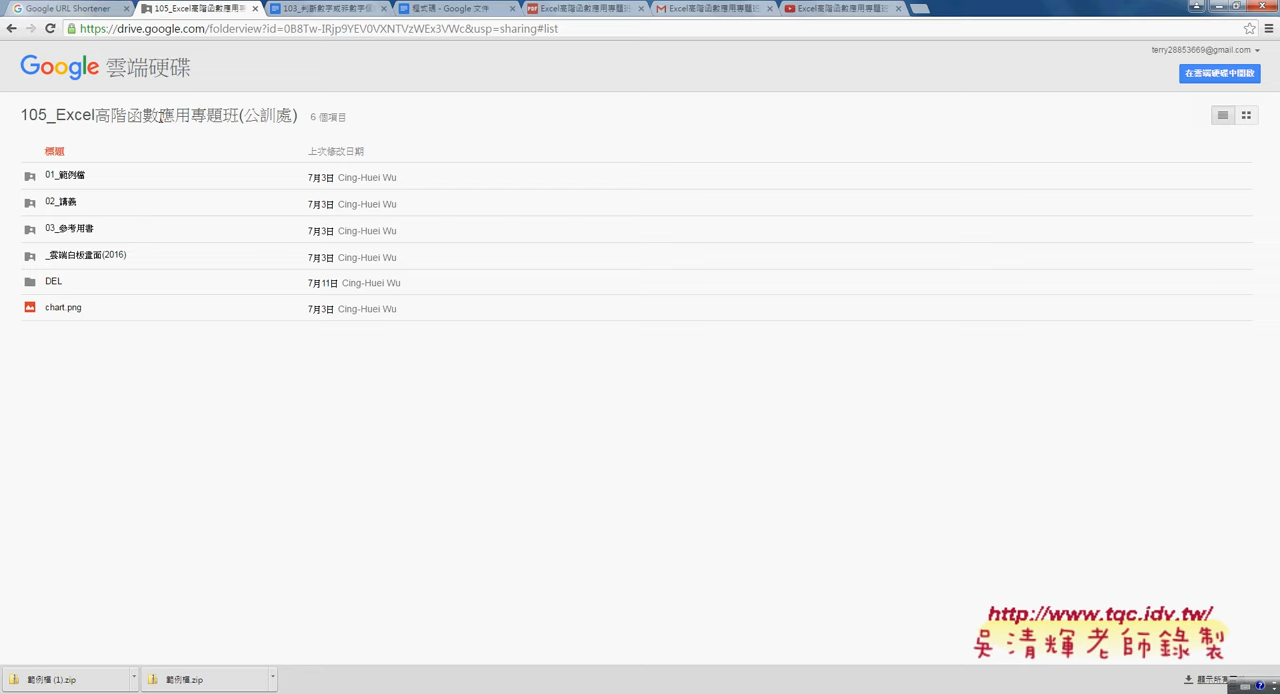 Google URL Shortener
105_Excel高階函數應用專
103_判斷數字或非數字個
程式碼 - Google 文件
Excel高階函數應用專題班
Excel高階函數應用專題班
Excel高階函數應用專題班
https://drive.google.com/folderview?id=0B8Tw-IRjp9YEV0VXNTVzWEx3VWc&usp=sharing#list
terry28853669@gmail.com
Google 雲端硬碟
在雲端硬碟中開啟
105_Excel高階函數應用專題班(公訓處) 6 個項目
標題 上次修改日期
01_範例檔 7月3日 Cing-Huei Wu
02_講義 7月3日 Cing-Huei Wu
03_參考用書 7月3日 Cing-Huei Wu
_雲端白板畫面(2016) 7月3日 Cing-Huei Wu
DEL 7月11日 Cing-Huei Wu
chart.png 7月3日 Cing-Huei Wu
http://www.tqc.idv.tw/
吳清輝老師錄製
範例檔 (1).zip
範例檔.zip
顯示所有